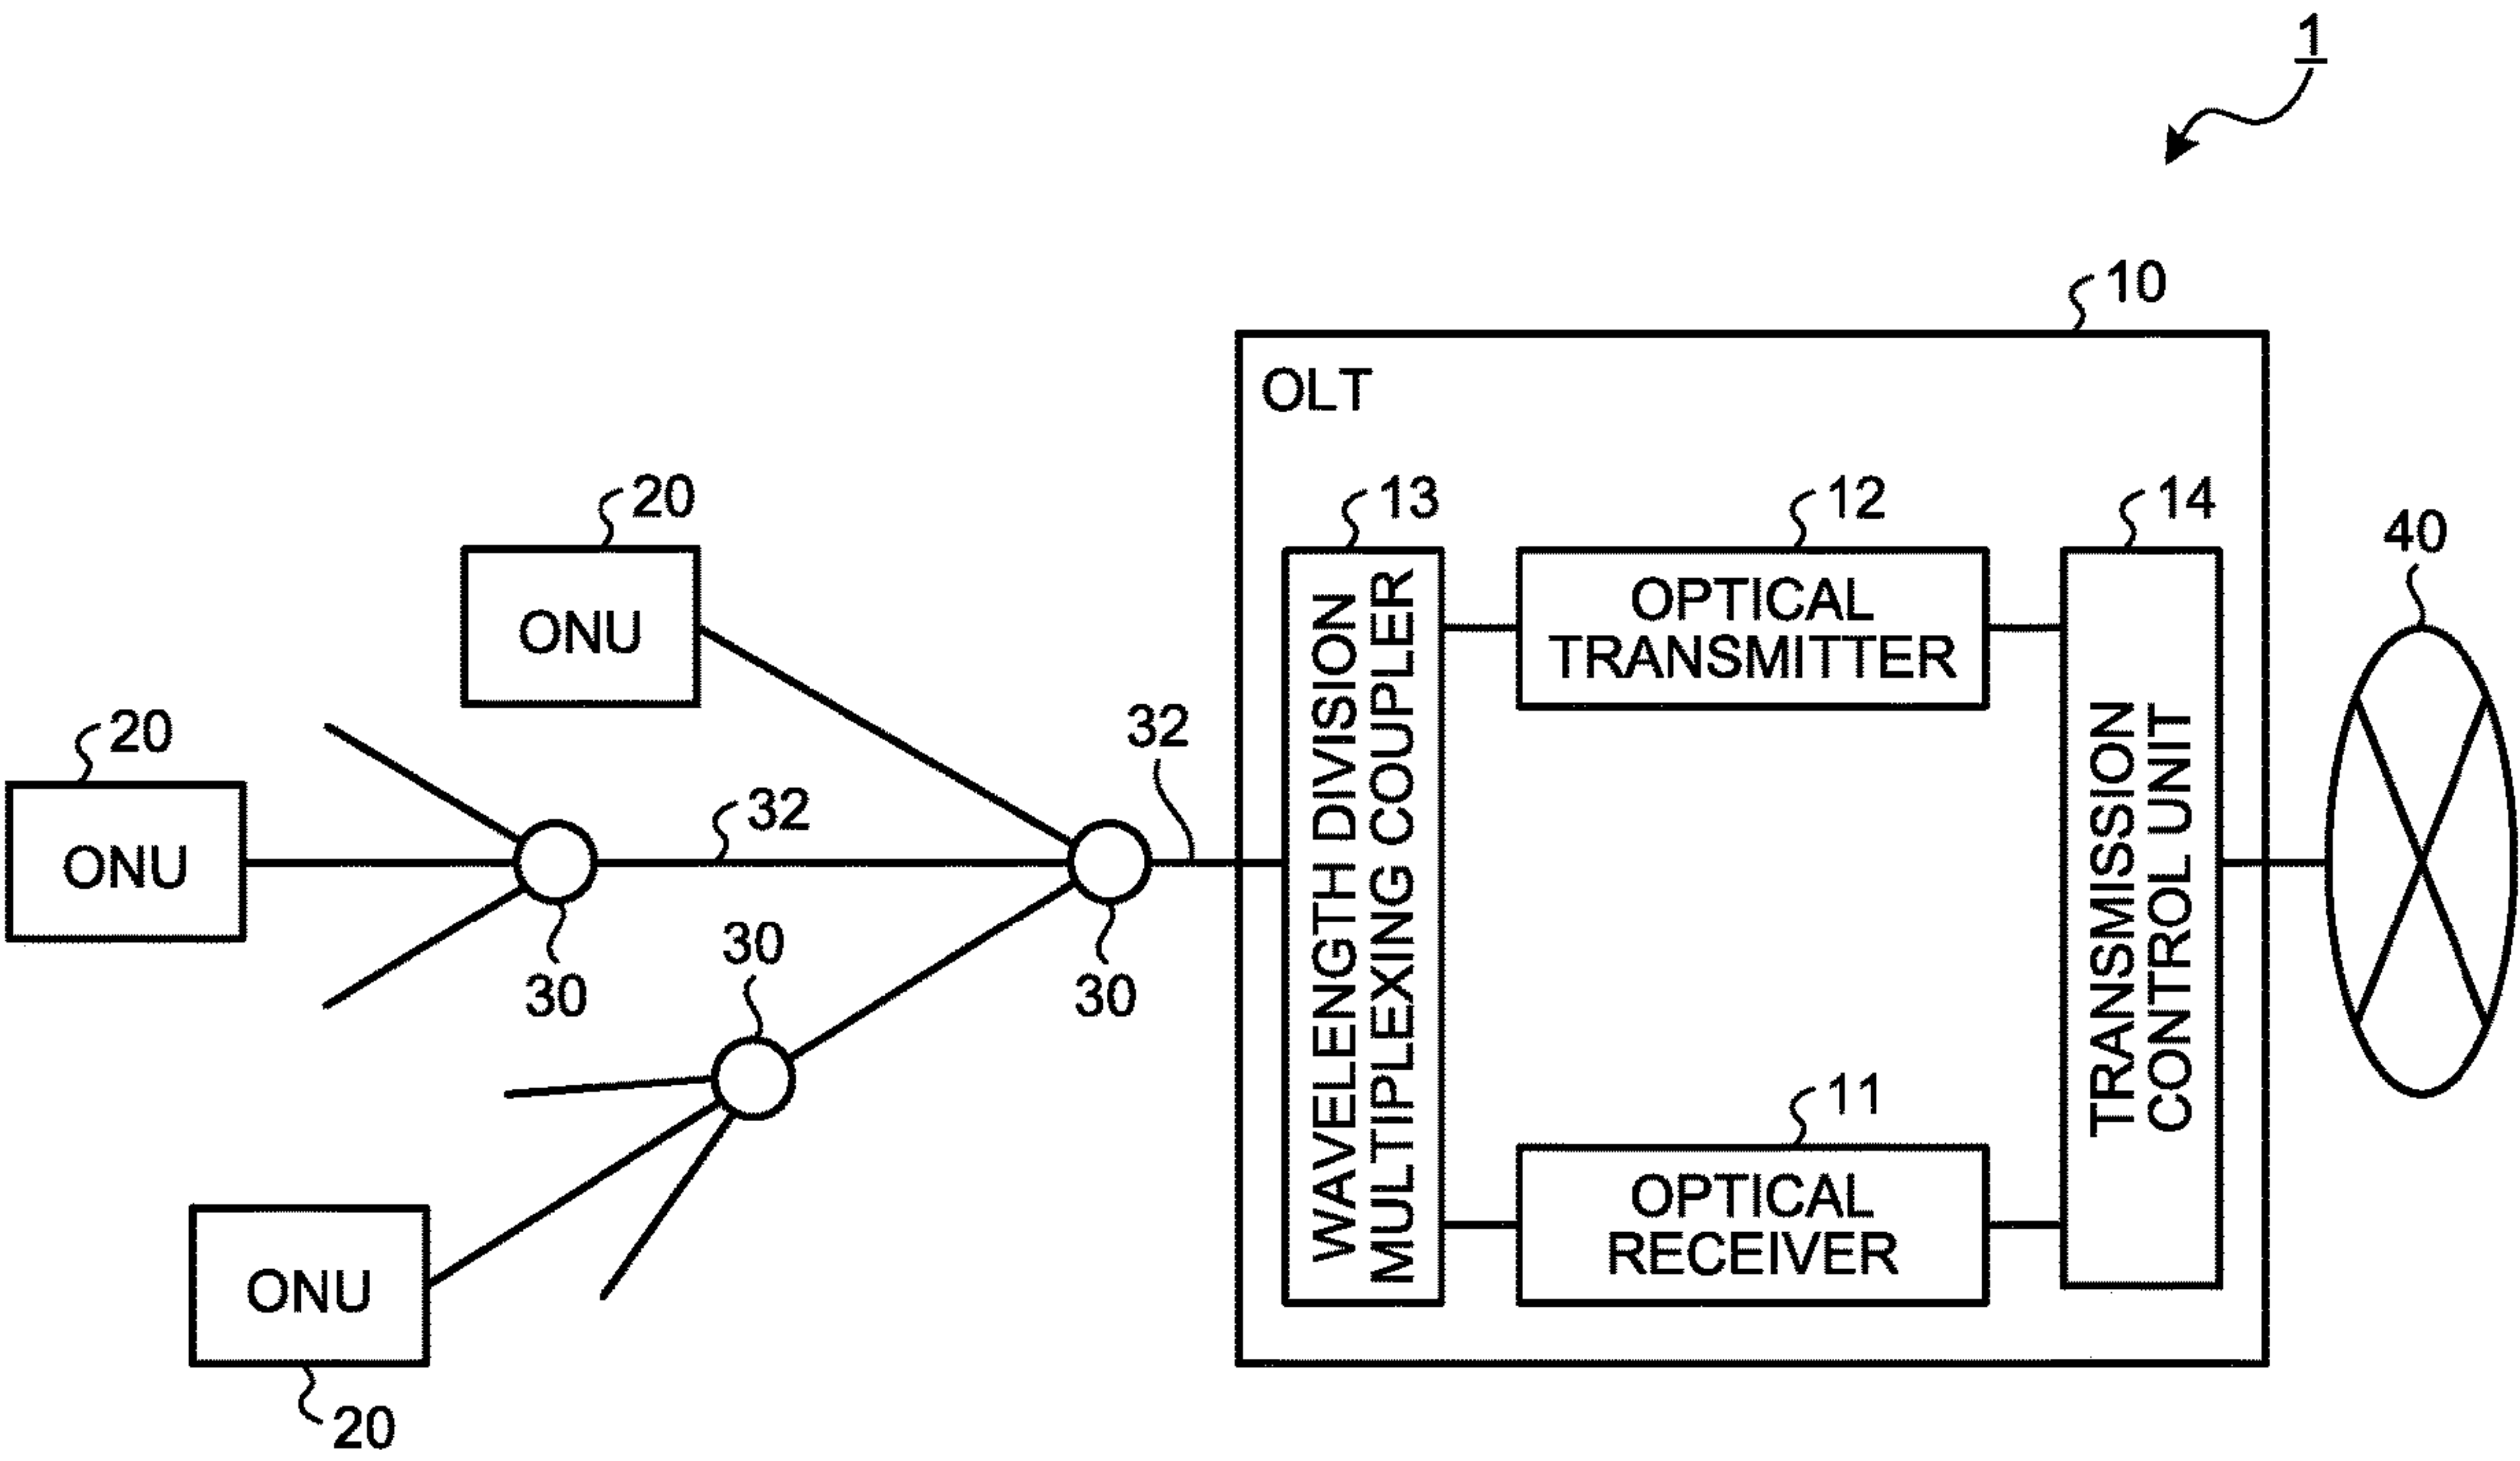 1
10
OLT
20
ONU
20
ONU
32
32
30
30
30
ONU
20
13
WAVELENGTH DIVISION
MULTIPLEXING COUPLER
12
OPTICAL
TRANSMITTER
11
OPTICAL
RECEIVER
14
TRANSMISSION
CONTROL UNIT
40